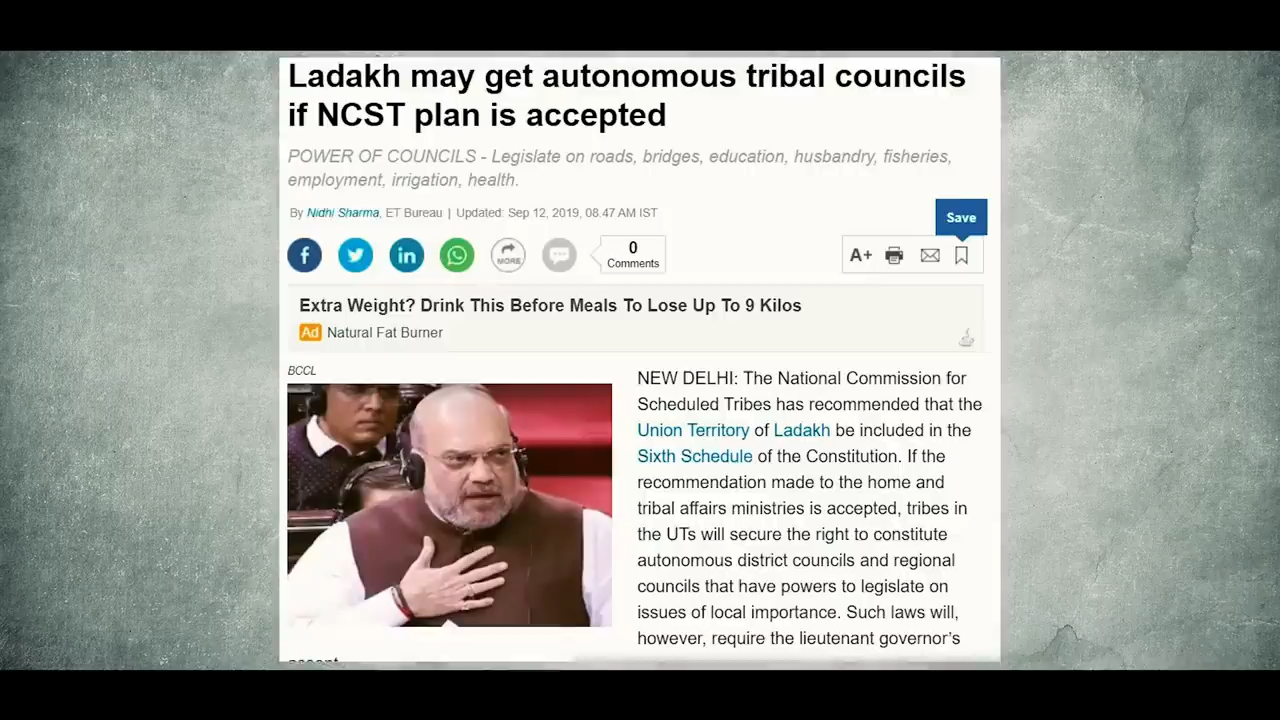 Ladakh may get autonomous tribal councils
if NCST plan is accepted
POWER OF COUNCILS - Legislate on roads, bridges, education, husbandry, fisheries,
employment, irrigation, health.
By Nidhi Sharma, ET Bureau | Updated: Sep 12, 2019, 08.47 AM IST
Save
f
in
MORE
0
Comments
A+
Extra Weight? Drink This Before Meals To Lose Up To 9 Kilos
Ad Natural Fat Burner
BCCL
NEW DELHI: The National Commission for
Scheduled Tribes has recommended that the
Union Territory of Ladakh be included in the
Sixth Schedule of the Constitution. If the
recommendation made to the home and
tribal affairs ministries is accepted, tribes in
the UTs will secure the right to constitute
autonomous district councils and regional
councils that have powers to legislate on
issues of local importance. Such laws will,
however, require the lieutenant governor's